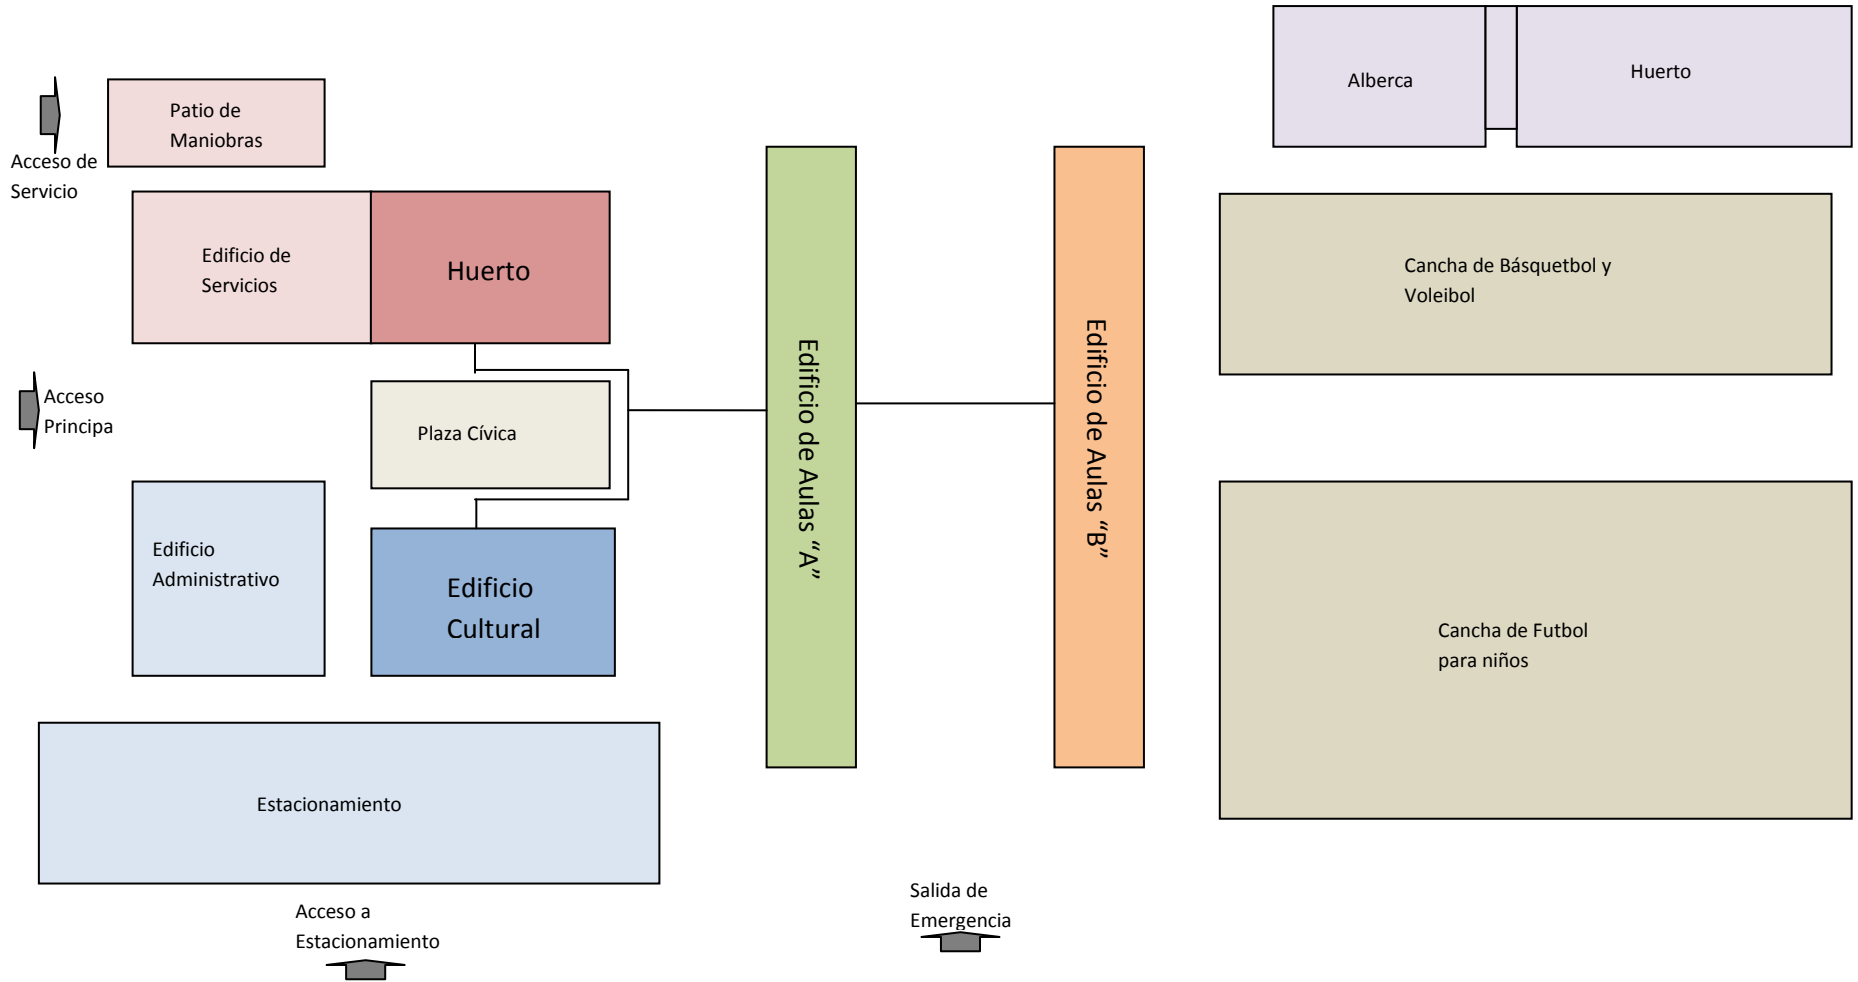 Alberca
Huerto
Patio de
Maniobras
Acceso de
Servicio
Edificio de
Servicios
Huerto
Cancha de Básquetbol y
Voleibol
Acceso
Principa
Plaza Cívica
Edificio de Aulas “A”
Edificio de Aulas “B”
Edificio
Administrativo
Edificio
Cultural
Cancha de Futbol
para niños
Estacionamiento
Acceso a
Estacionamiento
Salida de
Emergencia